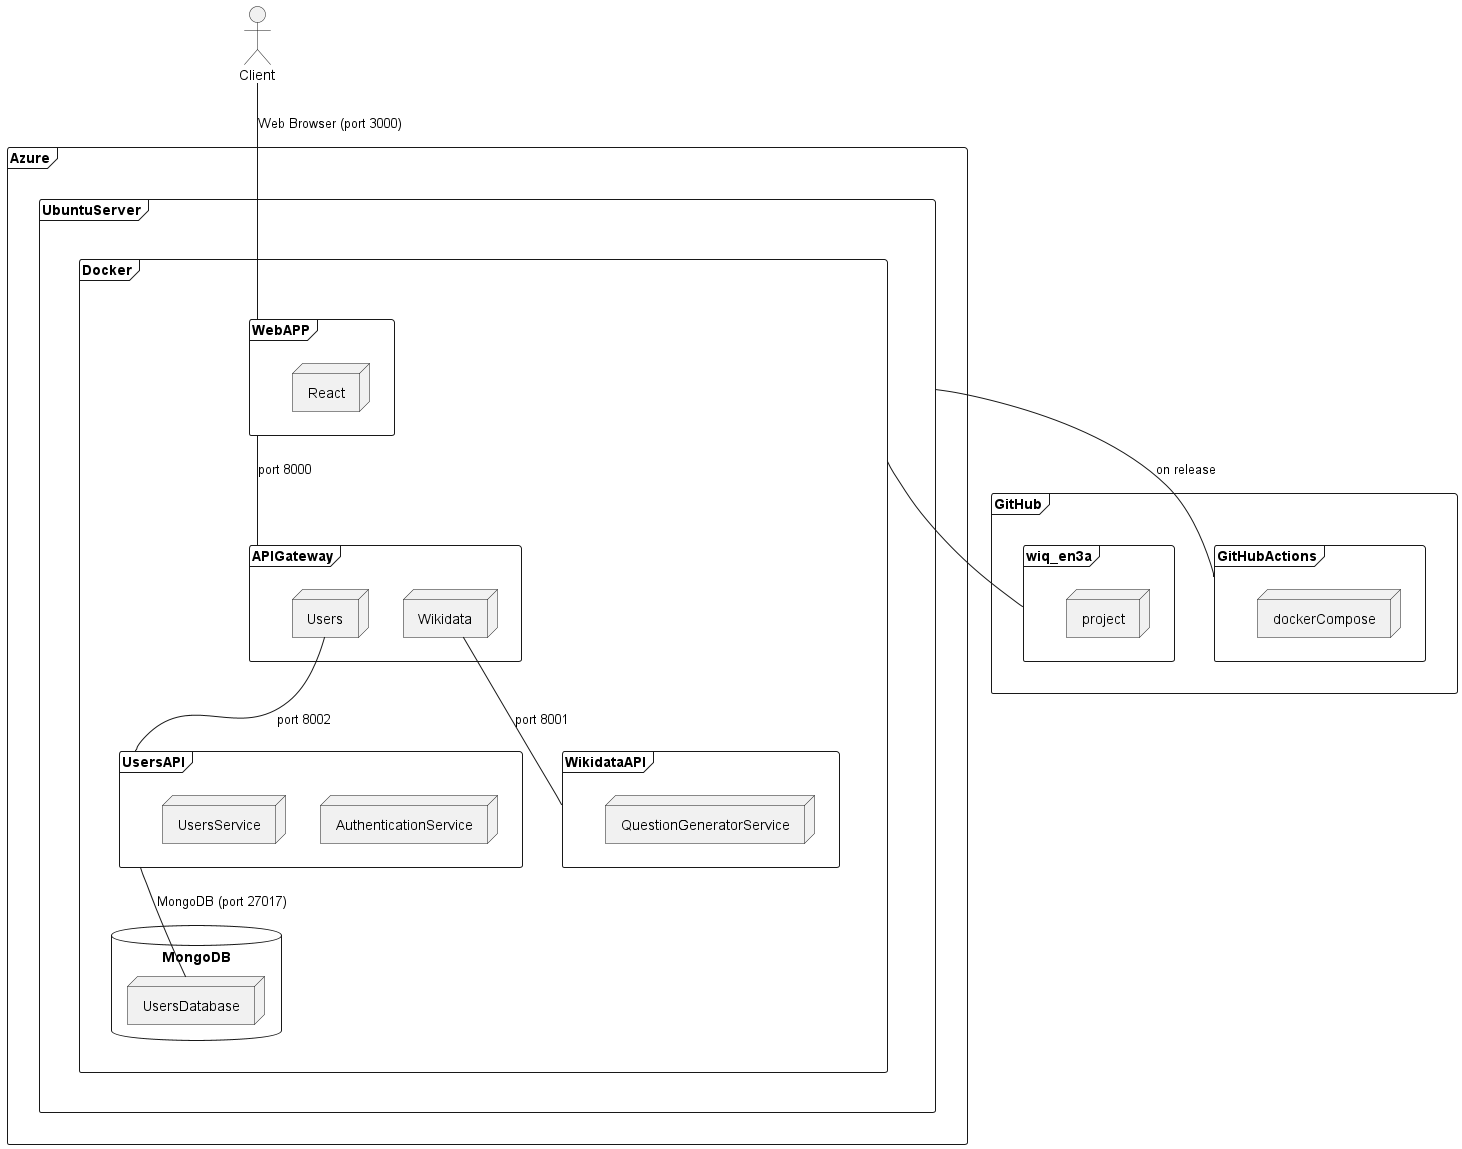 Client
Web Browser (port 3000)
Azure
UbuntuServer
Docker
WebAPP
React
port 8000
on release
GitHub
APIGateway
wiq_en3a
GitHubActions
Users
Wikidata
project
dockerCompose
port 8002
port 8001
UsersAPI
WikidataAPI
UsersService
AuthenticationService
QuestionGeneratorService
MongoDB (port 27017)
MongoDB
UsersDatabase